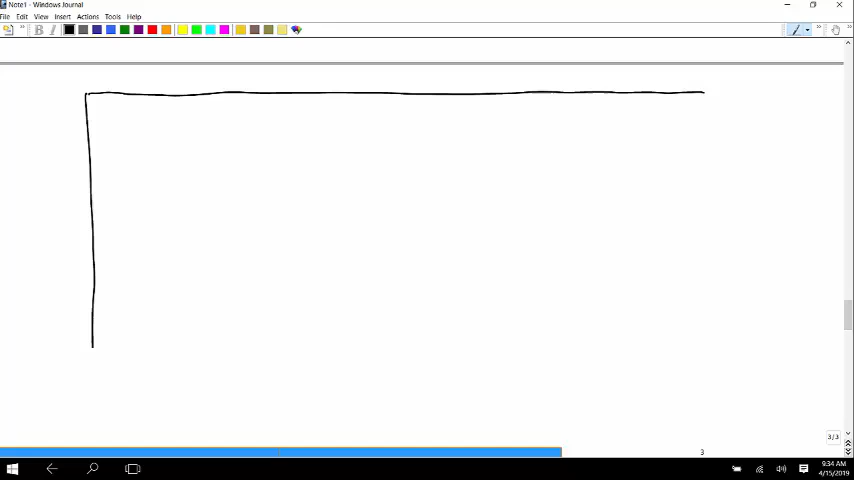 Note1 - Windows Journal
File Edit View Insert Actions Tools Help
B I
3/3
3
9:34 AM
4/15/2019